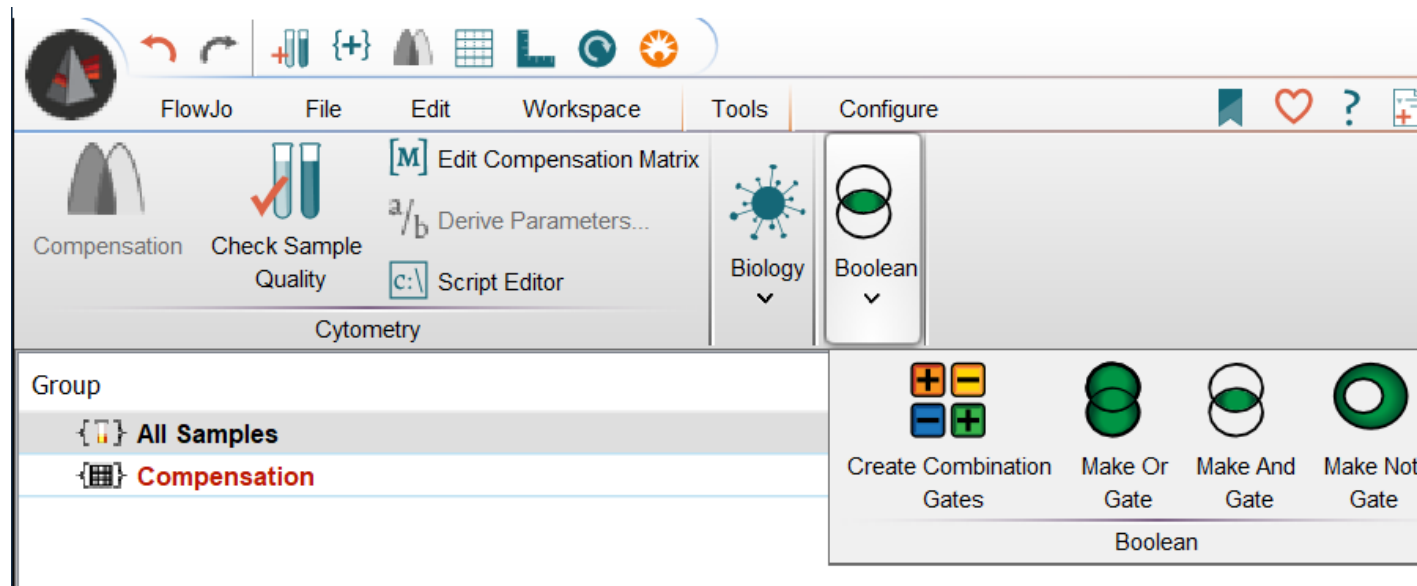 {+}
FlowJo File Edit Workspace Tools Configure
?
[M] Edit Compensation Matrix
a/b Derive Parameters...
c:\ Script Editor
Compensation
Check Sample
Quality
Cytometry
Biology
Boolean
Group
All Samples
Compensation
Create Combination
Gates
Make Or
Gate
Make And
Gate
Make Not
Gate
Boolean